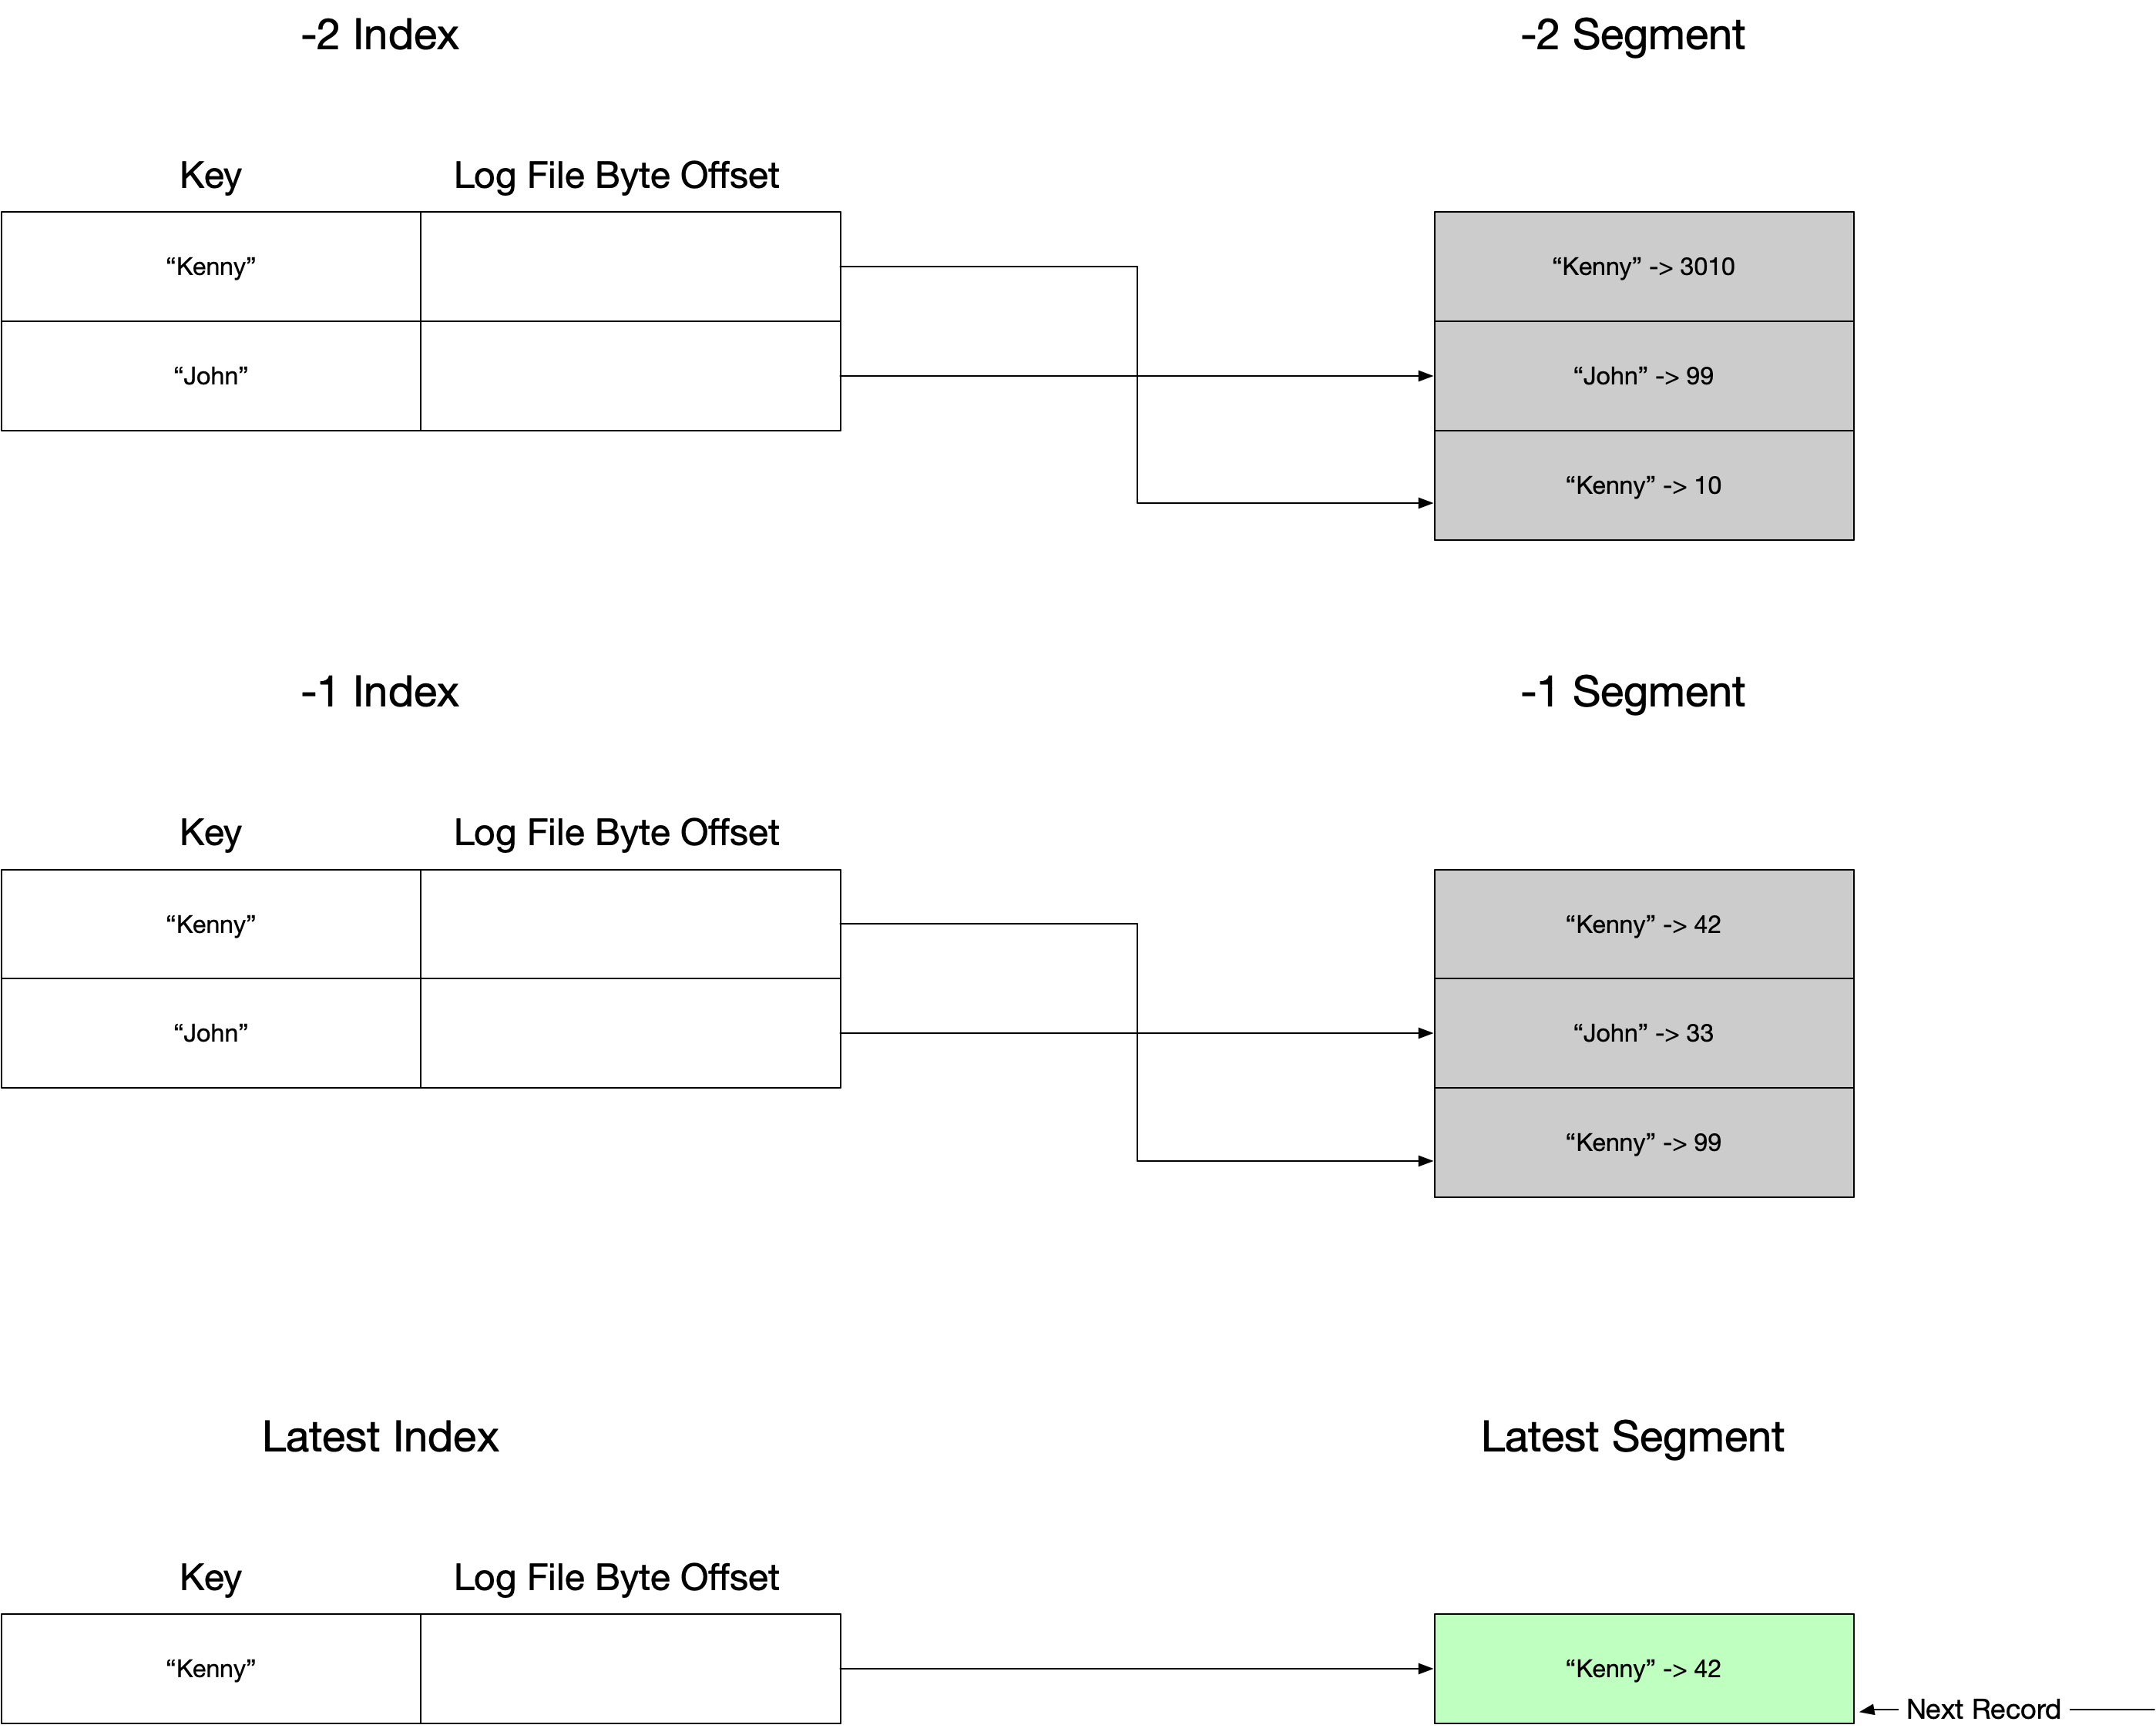 -2 Index
-2 Segment
Key
Log File Byte Offset
“Kenny”
“Kenny” -> 3010
“John”
“John” -> 99
“Kenny” -> 10
-1 Index
-1 Segment
Key
Log File Byte Offset
“Kenny”
“Kenny” -> 42
“John”
“John” -> 33
“Kenny” -> 99
Latest Index
Latest Segment
Key
Log File Byte Offset
“Kenny”
“Kenny” -> 42
Next Record